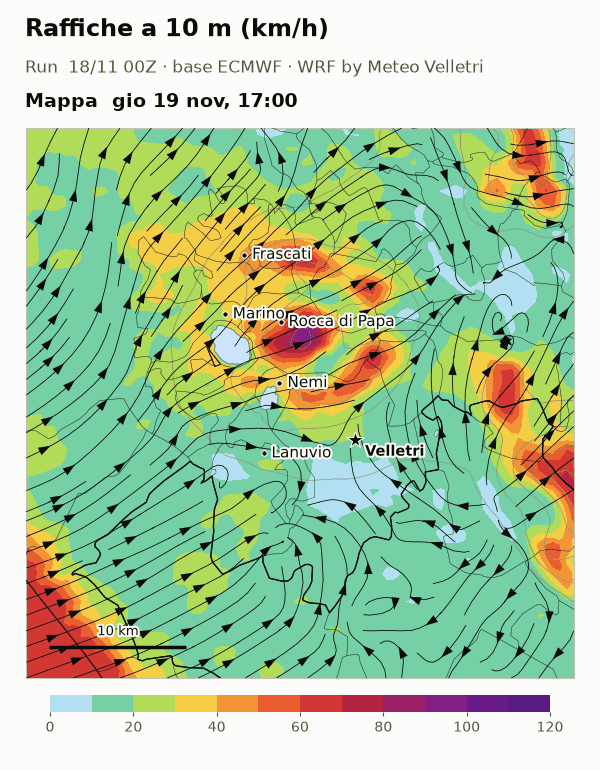 Raffiche a 10 m (km/h)
Run  18/11 00Z · base ECMWF · WRF by Meteo Velletri
Mappa  gio 19 nov, 17:00
Frascati
Marino
Rocca di Papa
Nemi
Velletri
Lanuvio
10 km
0 20 40 60 80 100 120